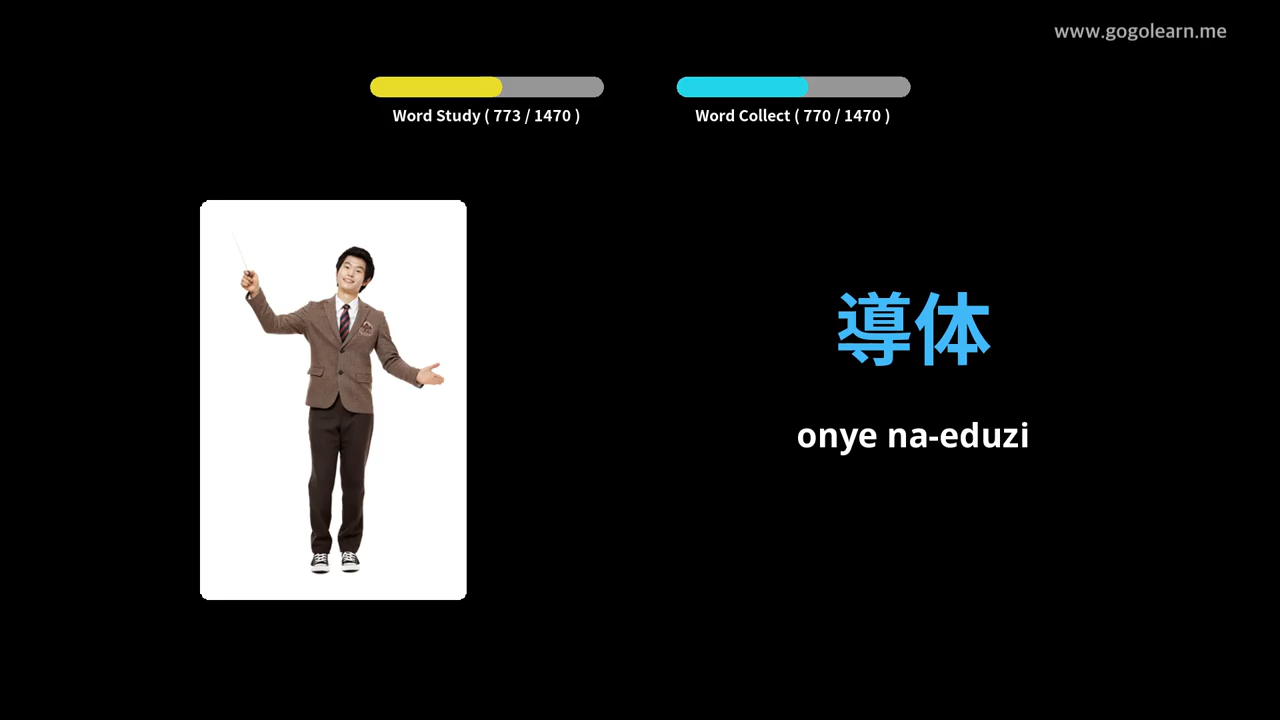 www.gogolearn.me
Word Study ( 773 / 1470 )
Word Collect ( 770 / 1470 )
導体
onye na-eduzi